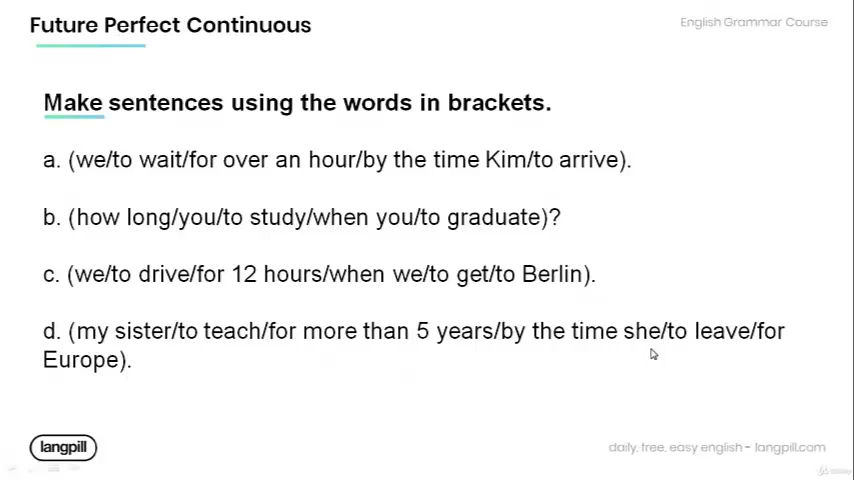 Future Perfect Continuous
English Grammar Course
Make sentences using the words in brackets.
a. (we/to wait/for over an hour/by the time Kim/to arrive).
b. (how long/you/to study/when you/to graduate)?
c. (we/to drive/for 12 hours/when we/to get/to Berlin).
d. (my sister/to teach/for more than 5 years/by the time she/to leave/for
Europe).
langpill
daily, free, easy english - langpill.com